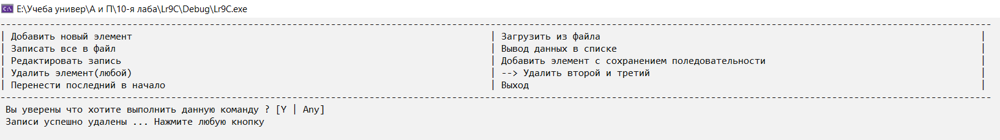 E:\Учеба универ\А и П\10-я лаба\Lr9C\Debug\Lr9C.exe
| Добавить новый элемент | Загрузить из файла |
| Записать все в файл | Вывод данных в списке |
| Редактировать запись | Добавить элемент с сохранением поледовательности |
| Удалить элемент(любой) | --> Удалить второй и третий |
| Перенести последний в начало | Выход |
Вы уверены что хотите выполнить данную команду ? [Y | Any]
Записи успешно удалены ... Нажмите любую кнопку